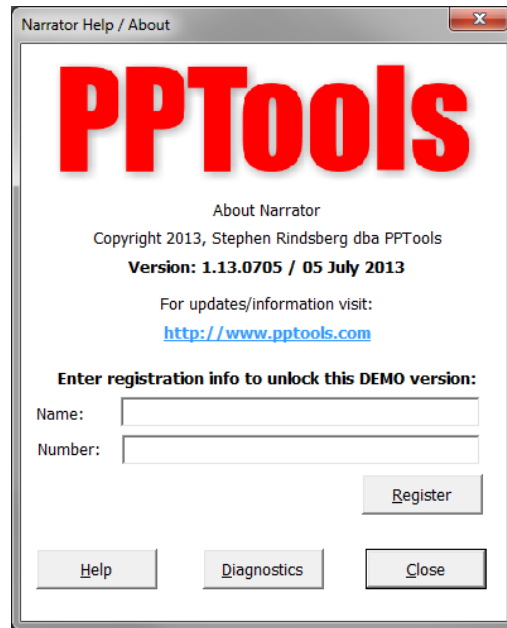 Narrator Help / About
PPTools
About Narrator
Copyright 2013, Stephen Rindsberg dba PPTools
Version: 1.13.0705 / 05 July 2013
For updates/information visit:
http://www.pptools.com
Enter registration info to unlock this DEMO version:
Name:
Number:
Register
Help Diagnostics Close